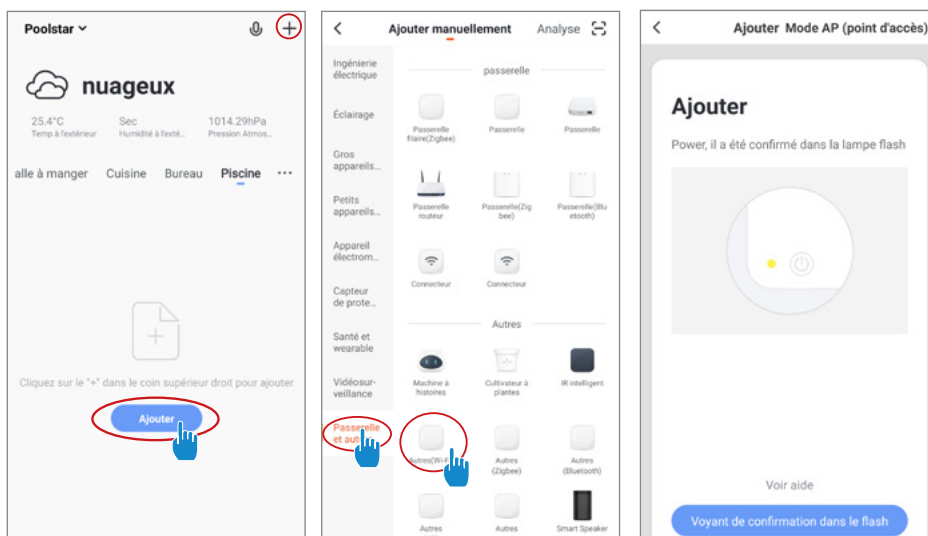 Poolstar
nuageux
25.4°C Sec 1014.29hPa
Temp à l'extérieur Humidité à l'exté... Pression Atmos...
alle à manger Cuisine Bureau Piscine ...
Cliquez sur le "+" dans le coin supérieur droit pour ajouter
Ajouter
Ajouter manuellement Analyse
Ingénierie
électrique
Éclairage
Gros
appareils...
Petits
appareils...
Appareil
électrom...
Capteur
de prote...
Santé et
wearable
Vidéosur-
veillance
Passerelle
et aut
passerelle
Passerelle
filaire(Zigbee)
Passerelle
Passerelle
Passerelle
routeur
Passerelle(Zig
bee)
Passerelle(Blu
etooth)
Connecteur
Connecteur
Autres
Machine à
histoires
Cultivateur à
plantes
IR intelligent
Autres(Wi-F
Autres
(Zigbee)
Autres
(Bluetooth)
Autres
Autres
Smart Speaker
Ajouter Mode AP (point d'accès)
Ajouter
Power, il a été confirmé dans la lampe flash
Voir aide
Voyant de confirmation dans le flash